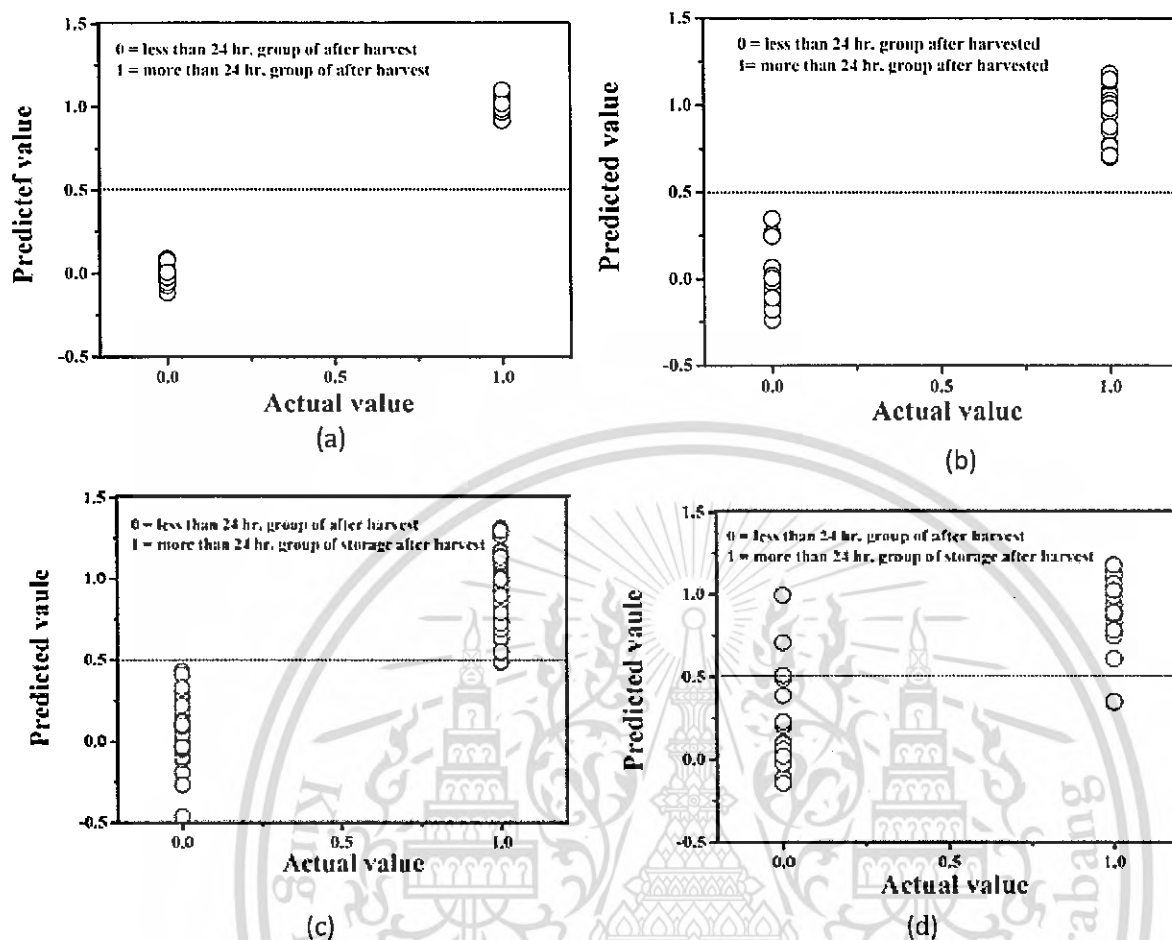 1.5
0 = less than 24 hr. group of after harvest
1 = more than 24 hr. group of after harvest
1.0
0.5
0.0
-0.5
Predictef value
0.0
0.5
1.0
Actual value
(a)
1.5
0 = less than 24 hr. group after harvested
1= more than 24 hr. group after harvested
1.0
0.5
0.0
-0.5
Predicted value
0.0
0.5
1.0
Actual value
(b)
1.5
0 = less than 24 hr. group of after harvest
1 = more than 24 hr. group of storage after harvest
1.0
0.5
0.0
-0.5
Predicted vaule
0.0
0.5
1.0
Actual value
(c)
1.5
0 = less than 24 hr. group of after harvest
1 = more than 24 hr. group of storage after harvest
1.0
0.5
0.0
-0.5
Predicted vaule
0.0
0.5
1.0
Actual value
(d)
King
rabang